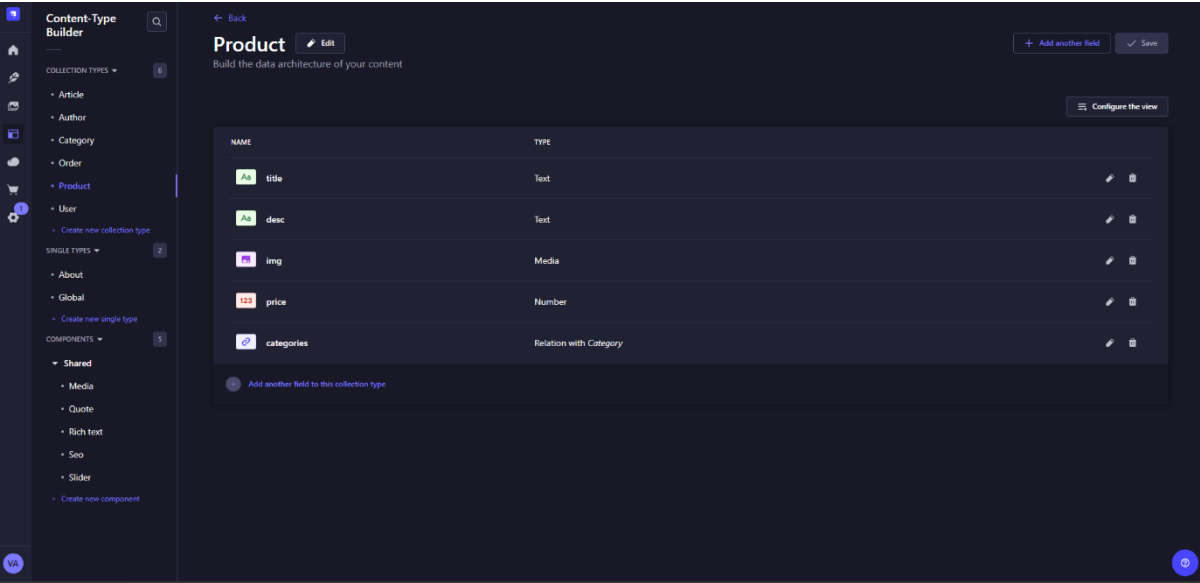 Content-Type
Builder
COLLECTION TYPES
6
Article
Author
Category
Order
Product
User
+ Create new collection type
SINGLE TYPES
2
About
Global
+ Create new single type
COMPONENTS
5
Shared
Media
Quote
Rich text
Seo
Slider
+ Create new component
1
VA
← Back
Product
Edit
Build the data architecture of your content
+ Add another field
Save
Configure the view
NAME TYPE
Aa title Text
Aa desc Text
img Media
123 price Number
categories Relation with Category
+ Add another field to this collection type
?